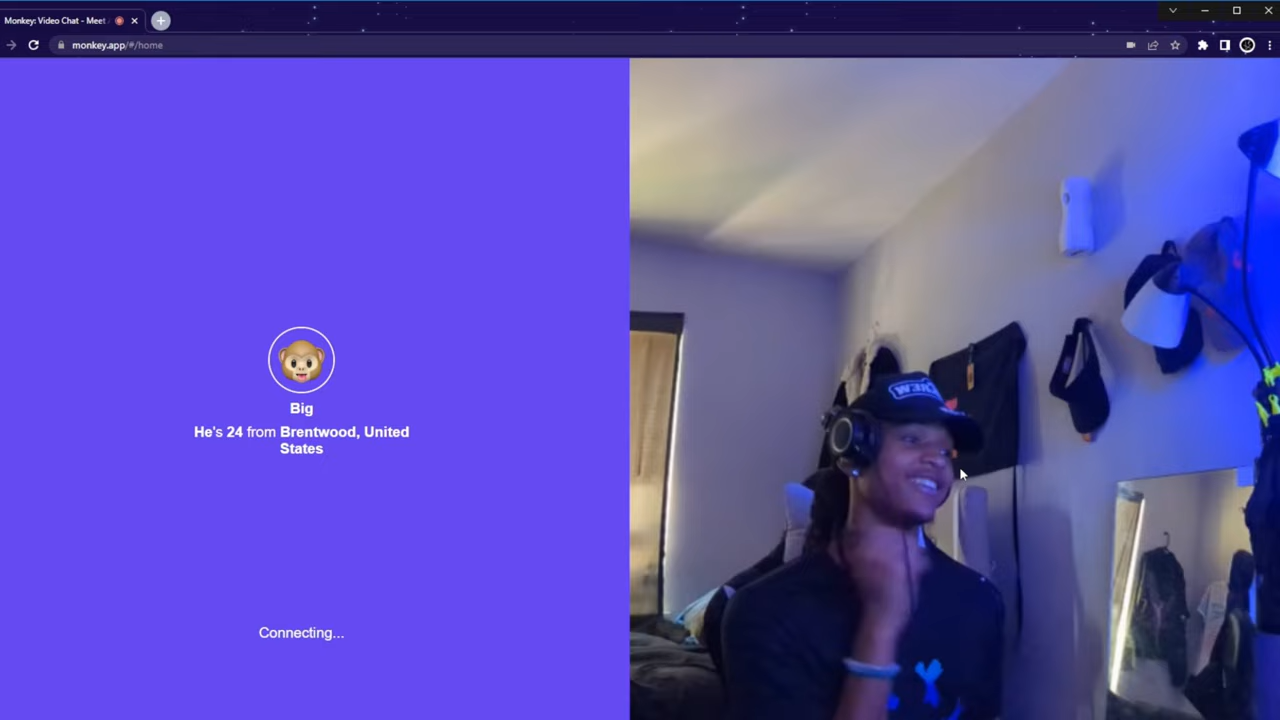 Monkey: Video Chat - Meet
monkey.app/#/home
Big
He's 24 from Brentwood, United
States
Connecting...